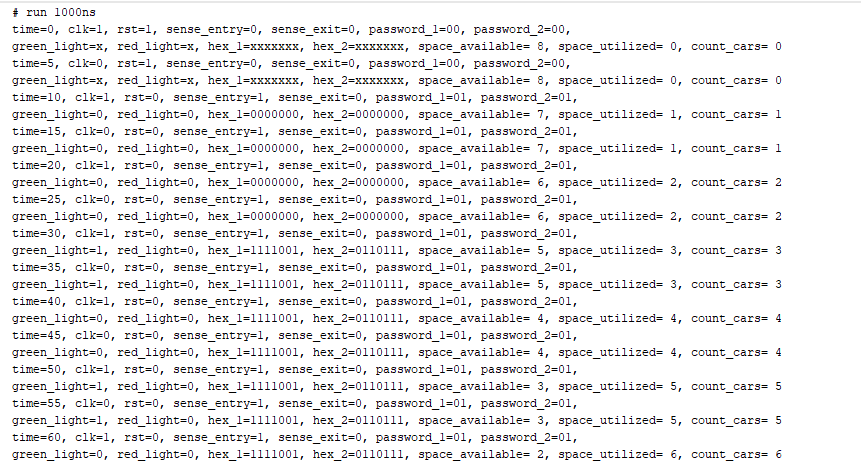 # run 1000ns
time=0, clk=1, rst=1, sense_entry=0, sense_exit=0, password_1=00, password_2=00,
green_light=x, red_light=x, hex_1=xxxxxxx, hex_2=xxxxxxx, space_available= 8, space_utilized= 0, count_cars= 0
time=5, clk=0, rst=1, sense_entry=0, sense_exit=0, password_1=00, password_2=00,
green_light=x, red_light=x, hex_1=xxxxxxx, hex_2=xxxxxxx, space_available= 8, space_utilized= 0, count_cars= 0
time=10, clk=1, rst=0, sense_entry=1, sense_exit=0, password_1=01, password_2=01,
green_light=0, red_light=0, hex_1=0000000, hex_2=0000000, space_available= 7, space_utilized= 1, count_cars= 1
time=15, clk=0, rst=0, sense_entry=1, sense_exit=0, password_1=01, password_2=01,
green_light=0, red_light=0, hex_1=0000000, hex_2=0000000, space_available= 7, space_utilized= 1, count_cars= 1
time=20, clk=1, rst=0, sense_entry=1, sense_exit=0, password_1=01, password_2=01,
green_light=0, red_light=0, hex_1=0000000, hex_2=0000000, space_available= 6, space_utilized= 2, count_cars= 2
time=25, clk=0, rst=0, sense_entry=1, sense_exit=0, password_1=01, password_2=01,
green_light=0, red_light=0, hex_1=0000000, hex_2=0000000, space_available= 6, space_utilized= 2, count_cars= 2
time=30, clk=1, rst=0, sense_entry=1, sense_exit=0, password_1=01, password_2=01,
green_light=1, red_light=0, hex_1=1111001, hex_2=0110111, space_available= 5, space_utilized= 3, count_cars= 3
time=35, clk=0, rst=0, sense_entry=1, sense_exit=0, password_1=01, password_2=01,
green_light=1, red_light=0, hex_1=1111001, hex_2=0110111, space_available= 5, space_utilized= 3, count_cars= 3
time=40, clk=1, rst=0, sense_entry=1, sense_exit=0, password_1=01, password_2=01,
green_light=0, red_light=0, hex_1=1111001, hex_2=0110111, space_available= 4, space_utilized= 4, count_cars= 4
time=45, clk=0, rst=0, sense_entry=1, sense_exit=0, password_1=01, password_2=01,
green_light=0, red_light=0, hex_1=1111001, hex_2=0110111, space_available= 4, space_utilized= 4, count_cars= 4
time=50, clk=1, rst=0, sense_entry=1, sense_exit=0, password_1=01, password_2=01,
green_light=1, red_light=0, hex_1=1111001, hex_2=0110111, space_available= 3, space_utilized= 5, count_cars= 5
time=55, clk=0, rst=0, sense_entry=1, sense_exit=0, password_1=01, password_2=01,
green_light=1, red_light=0, hex_1=1111001, hex_2=0110111, space_available= 3, space_utilized= 5, count_cars= 5
time=60, clk=1, rst=0, sense_entry=1, sense_exit=0, password_1=01, password_2=01,
green_light=0, red_light=0, hex_1=1111001, hex_2=0110111, space_available= 2, space_utilized= 6, count_cars= 6